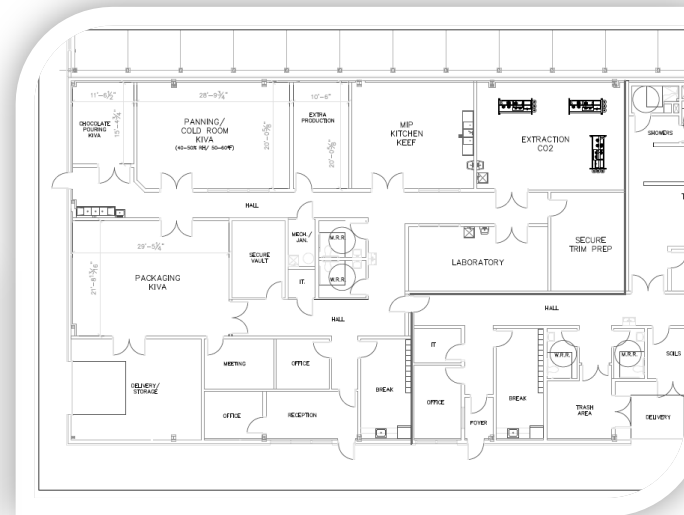 11'-6½"
28'-9¾"
10'-6"
CHOCOLATE
POURING
KIVA
15'-4¾"
PANNING/
COLD ROOM
KIVA
(40-50% RH/ 50-60°F)
20'-0⅝"
EXTRA
PRODUCTION
20'-0⅝"
MIP
KITCHEN
KEEF
EXTRACTION
CO2
SHOWERS
HALL
29'-5¼"
PACKAGING
KIVA
SECURE
VAULT
MECH./
JAN.
W.R.R.
W.R.R.
I.T.
LABORATORY
SECURE
TRIM PREP
HALL
HALL
DELIVERY/
STORAGE
MEETING
OFFICE
OFFICE
RECEPTION
BREAK
IT
OFFICE
FOYER
BREAK
W.R.R.
W.R.R.
SOILS
TRASH
AREA
DELIVERY